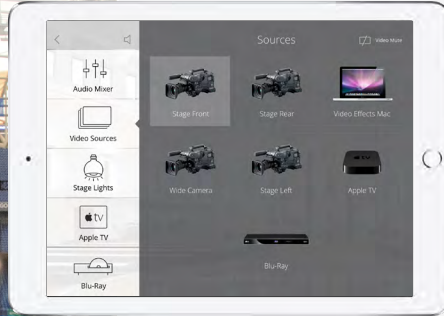 Sources
Video Mute
Audio Mixer
Video Sources
Stage Lights
tv
Apple TV
Blu-Ray
Stage Front
Stage Rear
Video Effects Mac
Wide Camera
Stage Left
Apple TV
Blu-Ray